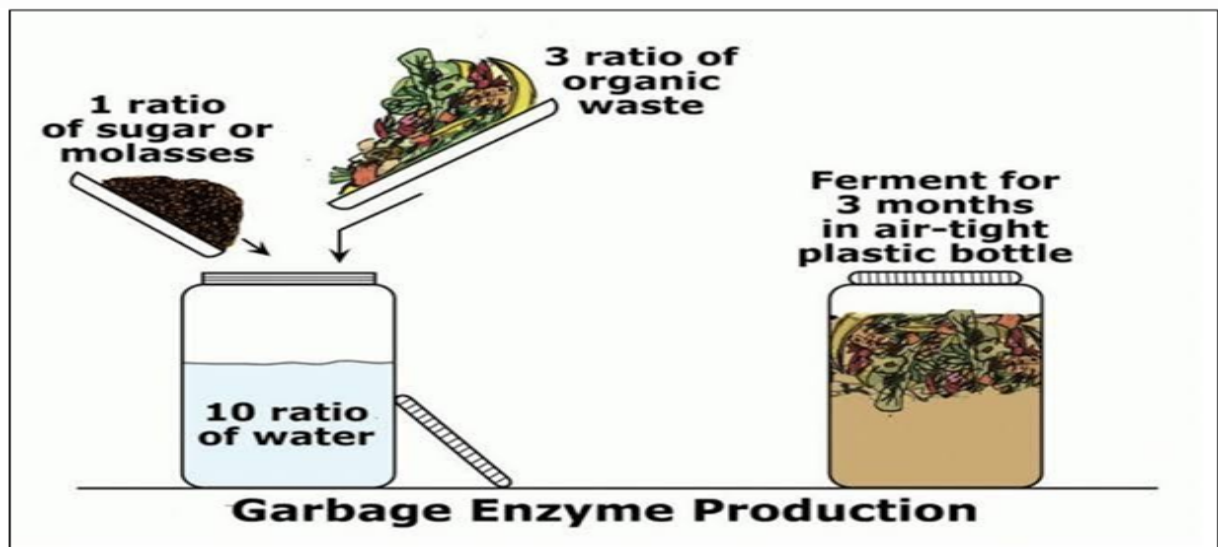 1 ratio
of sugar or
molasses
3 ratio of
organic
waste
10 ratio
of water
Ferment for
3 months
in air-tight
plastic bottle
Garbage Enzyme Production